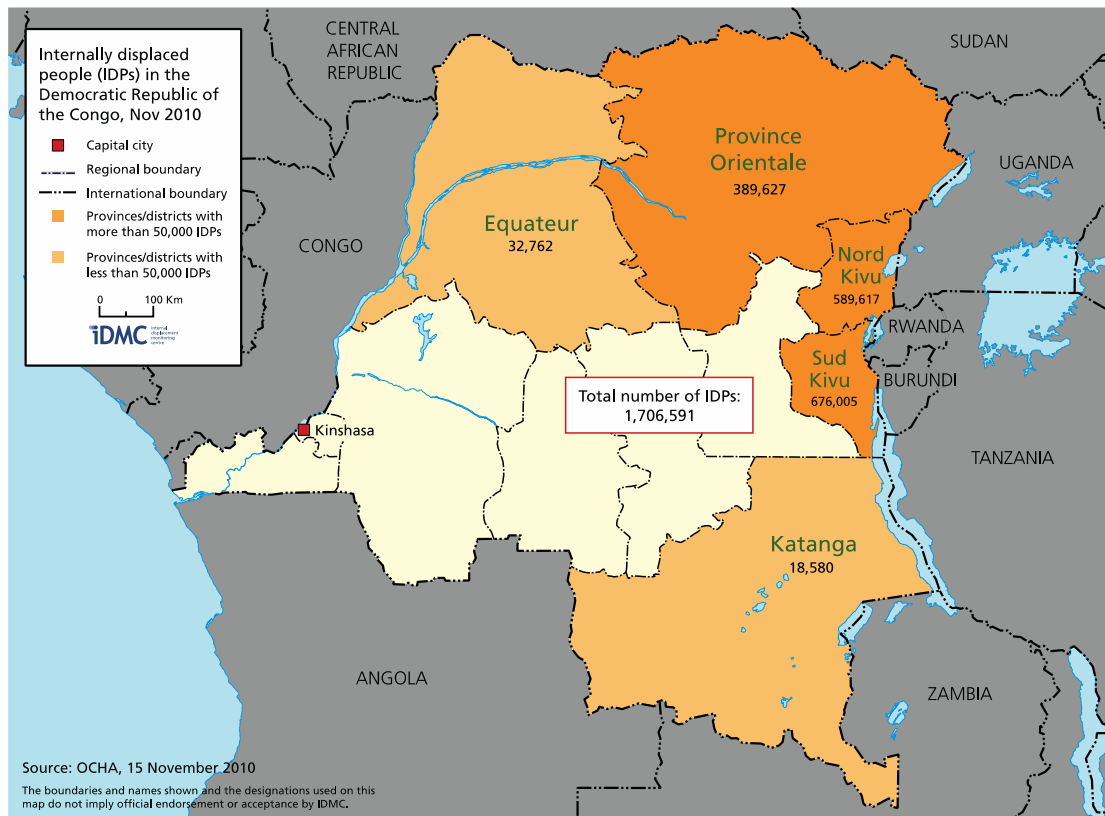 Internally displaced
people (IDPs) in the
Democratic Republic of
the Congo, Nov 2010
Capital city
Regional boundary
International boundary
Provinces/districts with
more than 50,000 IDPs
Provinces/districts with
less than 50,000 IDPs
0 100 Km
iDMC
internal
displacement
monitoring
centre
CENTRAL
AFRICAN
REPUBLIC
SUDAN
UGANDA
CONGO
RWANDA
BURUNDI
TANZANIA
ANGOLA
ZAMBIA
Province
Orientale
389,627
Equateur
32,762
Nord
Kivu
589,617
Sud
Kivu
676,005
Total number of IDPs:
1,706,591
Kinshasa
Katanga
18,580
Source: OCHA, 15 November 2010
The boundaries and names shown and the designations used on this
map do not imply official endorsement or acceptance by IDMC.